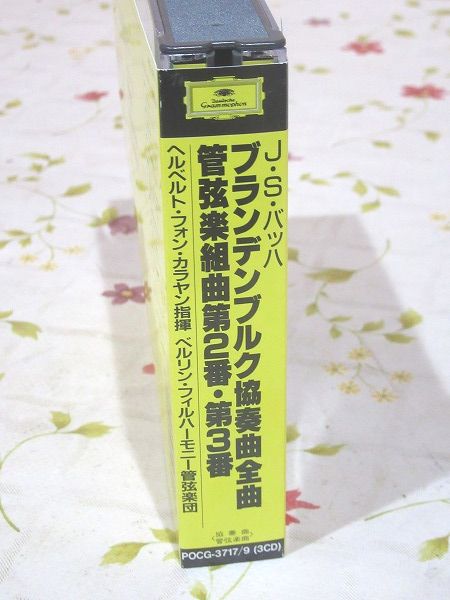 Deutsche
Grammophon
J・S・バッハ
ブランデンブルク協奏曲全曲
管弦楽組曲第2番・第3番
ヘルベルト・フォン・カラヤン指揮 ベルリン・フィルハーモニー管弦楽団
協奏曲
管弦楽曲
POCG-3717/9 (3CD)